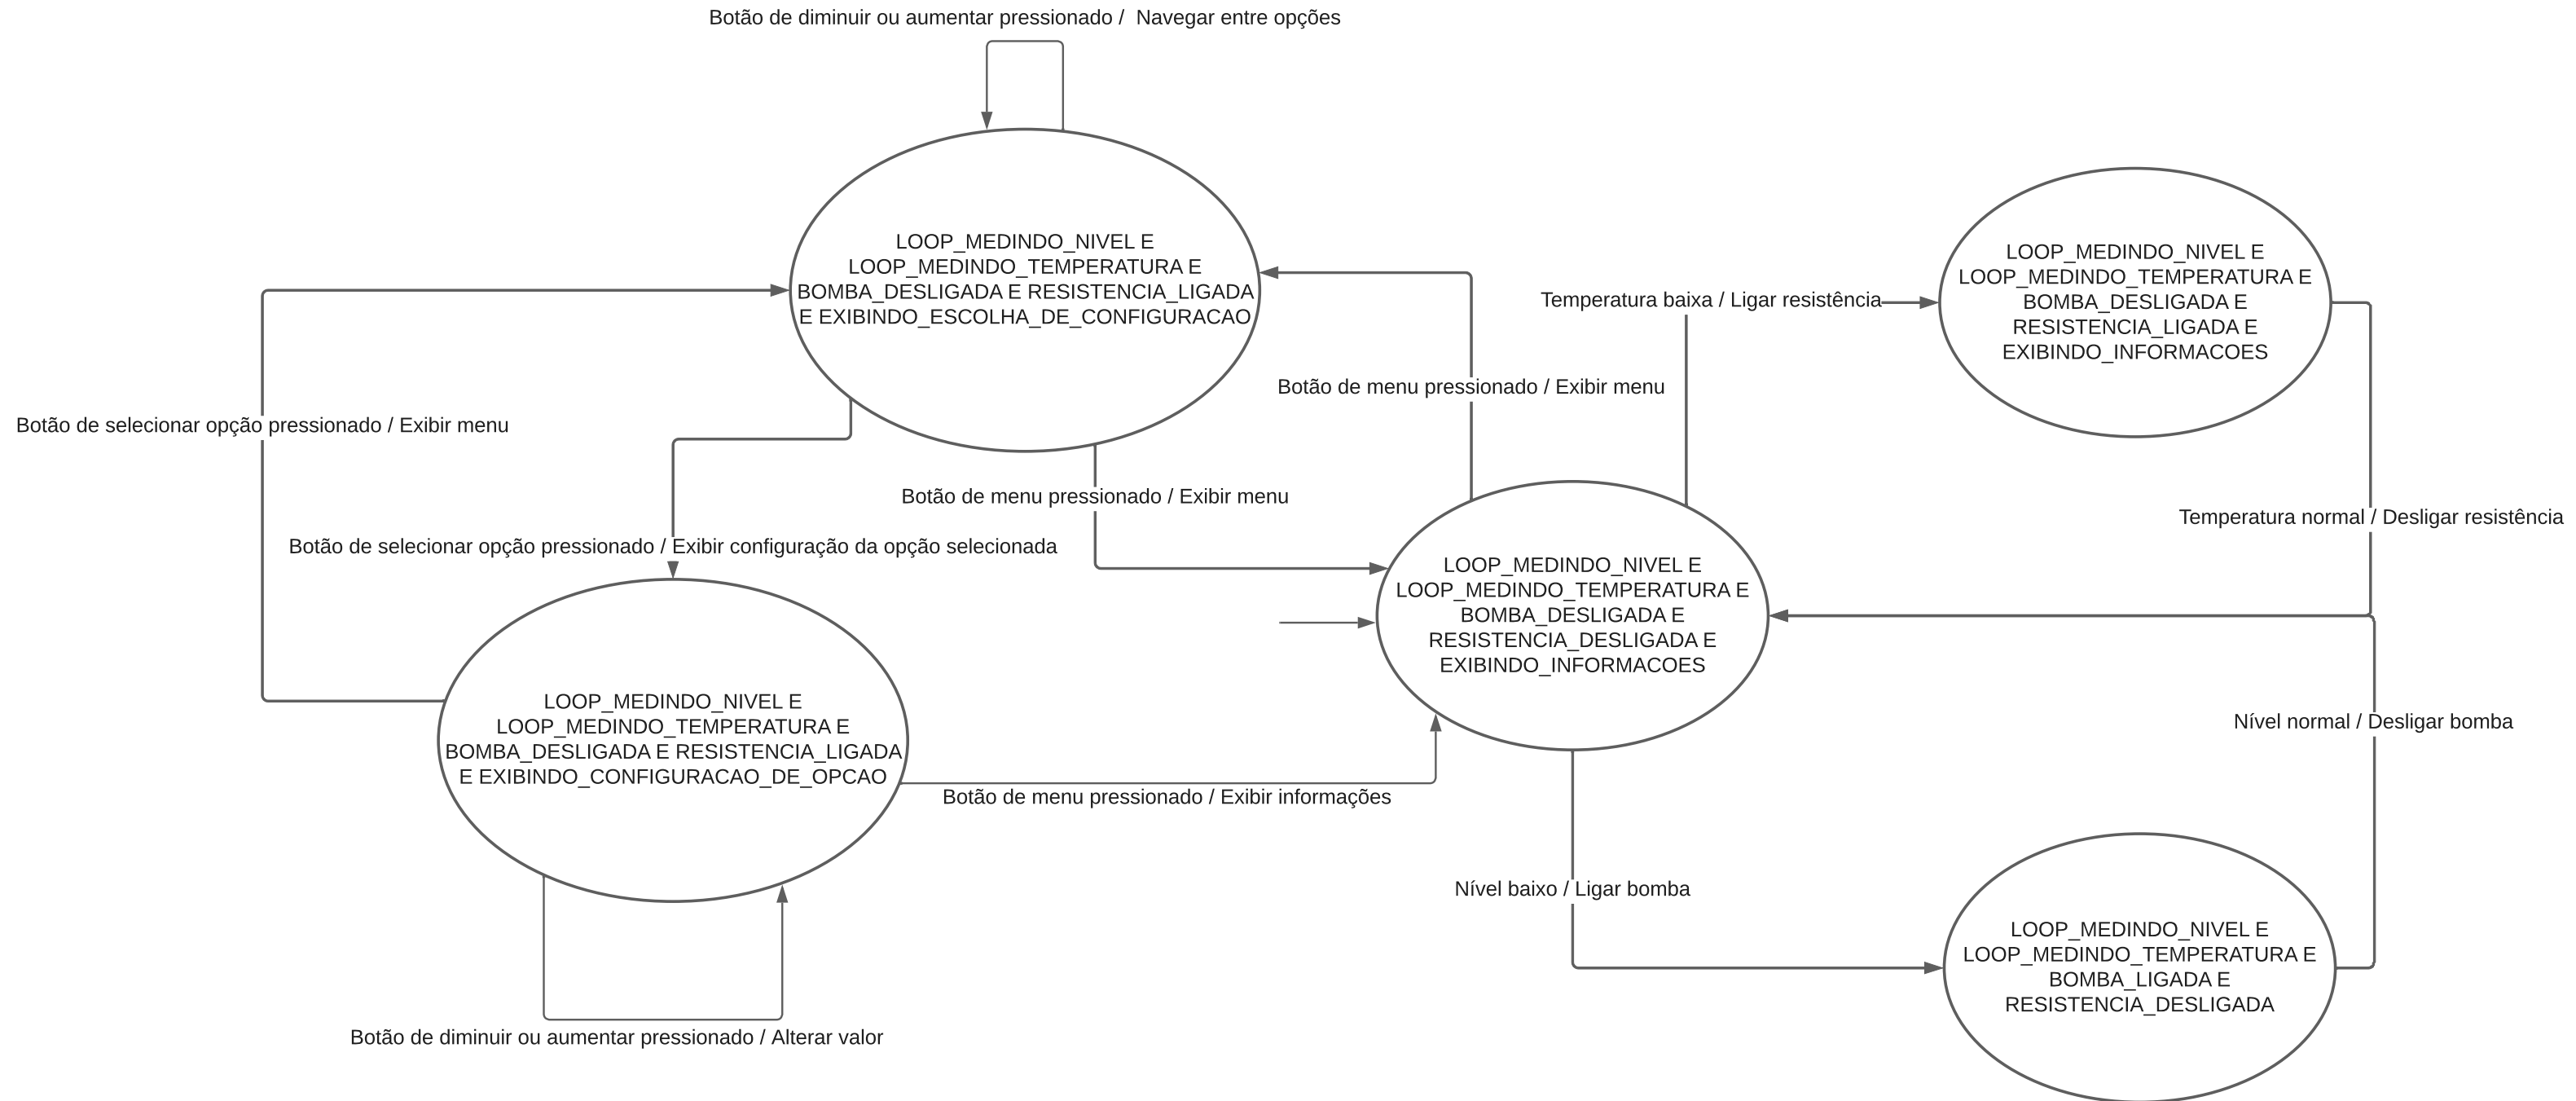 Botão de diminuir ou aumentar pressionado /  Navegar entre opções
LOOP_MEDINDO_NIVEL E
LOOP_MEDINDO_TEMPERATURA E
BOMBA_DESLIGADA E RESISTENCIA_LIGADA
E EXIBINDO_ESCOLHA_DE_CONFIGURACAO
LOOP_MEDINDO_NIVEL E
LOOP_MEDINDO_TEMPERATURA E
BOMBA_DESLIGADA E
RESISTENCIA_LIGADA E
EXIBINDO_INFORMACOES
Temperatura baixa / Ligar resistência
Botão de menu pressionado / Exibir menu
Botão de selecionar opção pressionado / Exibir menu
Botão de menu pressionado / Exibir menu
Temperatura normal / Desligar resistência
Botão de selecionar opção pressionado / Exibir configuração da opção selecionada
LOOP_MEDINDO_NIVEL E
LOOP_MEDINDO_TEMPERATURA E
BOMBA_DESLIGADA E
RESISTENCIA_DESLIGADA E
EXIBINDO_INFORMACOES
LOOP_MEDINDO_NIVEL E
LOOP_MEDINDO_TEMPERATURA E
BOMBA_DESLIGADA E RESISTENCIA_LIGADA
E EXIBINDO_CONFIGURACAO_DE_OPCAO
Nível normal / Desligar bomba
Botão de menu pressionado / Exibir informações
Nível baixo / Ligar bomba
LOOP_MEDINDO_NIVEL E
LOOP_MEDINDO_TEMPERATURA E
BOMBA_LIGADA E
RESISTENCIA_DESLIGADA
Botão de diminuir ou aumentar pressionado / Alterar valor